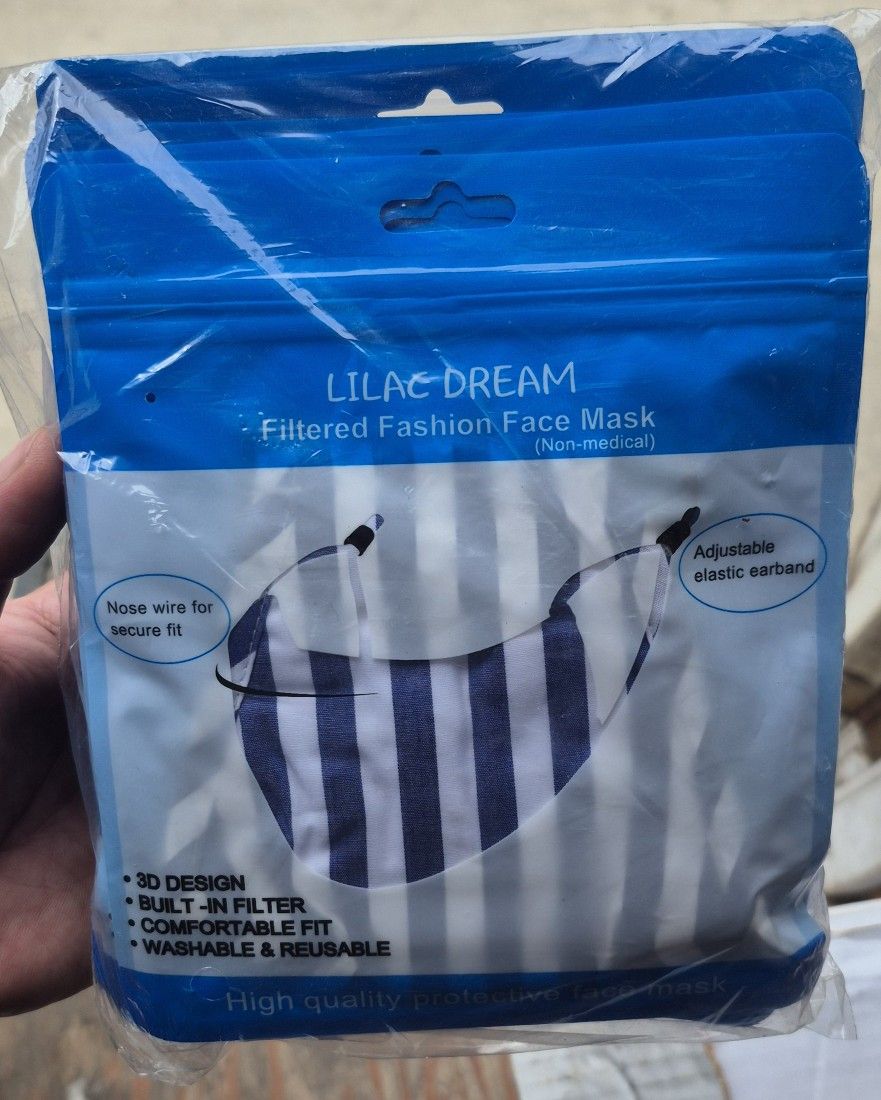 LILAC DREAM
Filtered Fashion Face Mask
(Non-medical)
Adjustable
elastic earband
Nose wire for
secure fit
• 3D DESIGN
• BUILT -IN FILTER
• COMFORTABLE FIT
• WASHABLE & REUSABLE
High quality protective face mask